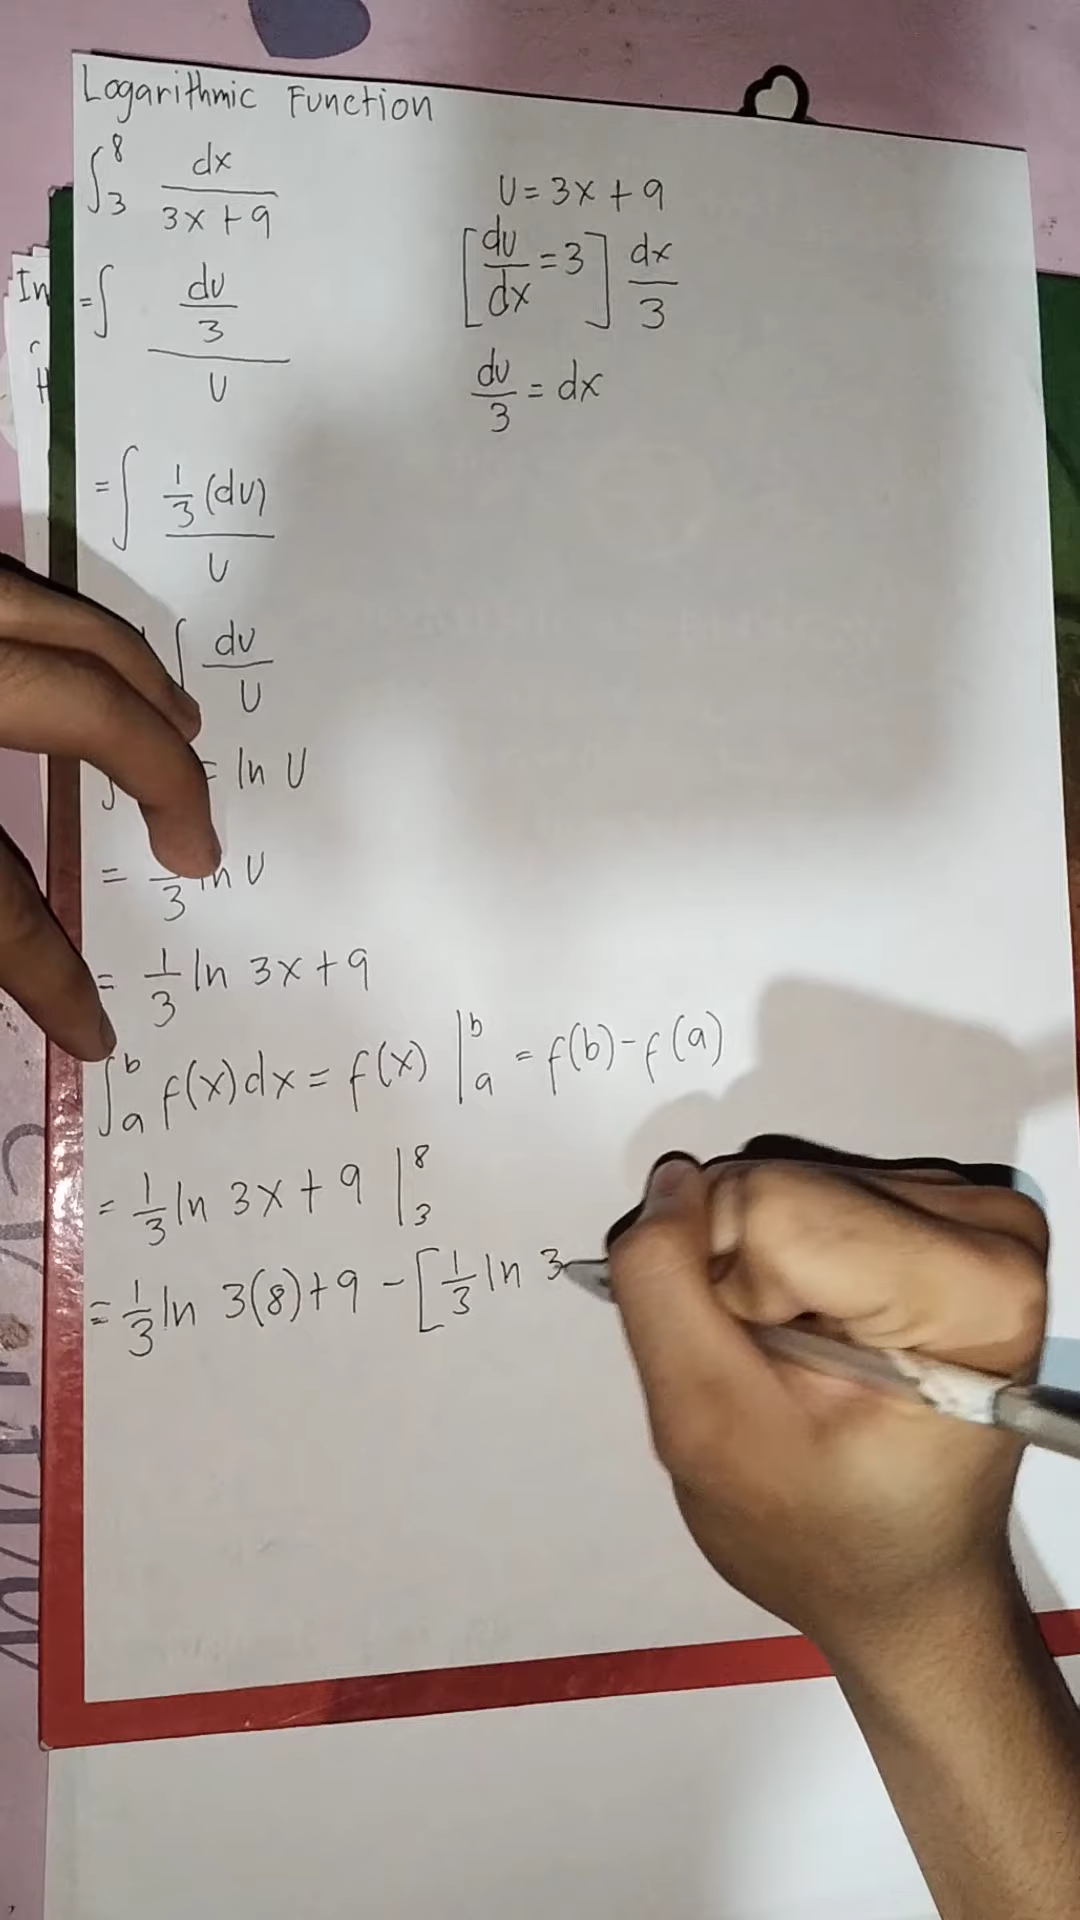 Logarithmic Function
∫₃⁸ dx/(3x+9)
U = 3x + 9
= ∫ (du/3)/U
[du/dx = 3] dx/3
du/3 = dx
= ∫ (1/3 (du))/U
∫ du/U
= ln U
= /3 ln U
= 1/3 ln 3x + 9
∫ₐᵇ f(x) dx = f(x) |ₐᵇ = f(b) - f(a)
= 1/3 ln 3x + 9 |₃⁸
= 1/3 ln 3(8) + 9 - [1/3 ln 3
In